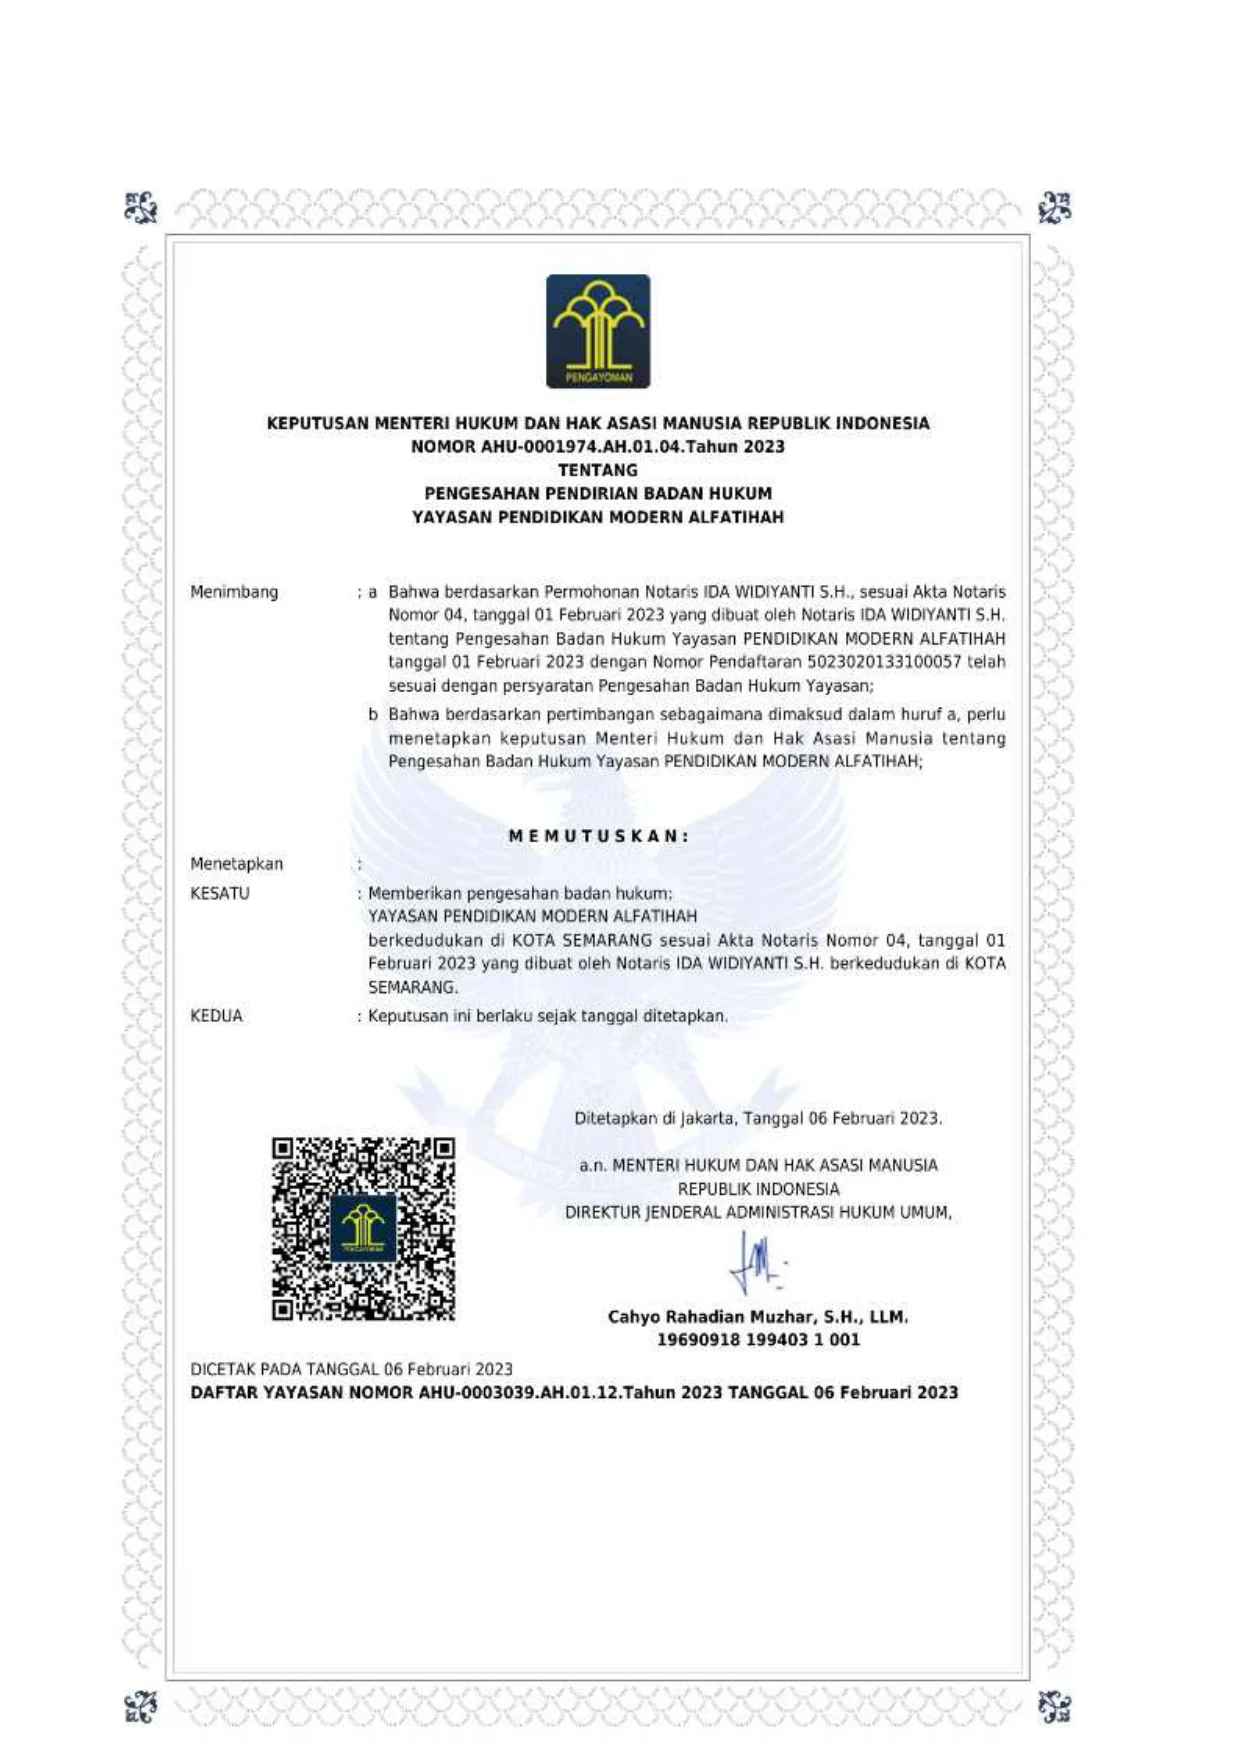 PENGAYOMAN
KEPUTUSAN MENTERI HUKUM DAN HAK ASASI MANUSIA REPUBLIK INDONESIA
NOMOR AHU-0001974.AH.01.04.Tahun 2023
TENTANG
PENGESAHAN PENDIRIAN BADAN HUKUM
YAYASAN PENDIDIKAN MODERN ALFATIHAH
Menimbang : a Bahwa berdasarkan Permohonan Notaris IDA WIDIYANTI S.H., sesuai Akta Notaris
Nomor 04, tanggal 01 Februari 2023 yang dibuat oleh Notaris IDA WIDIYANTI S.H.
tentang Pengesahan Badan Hukum Yayasan PENDIDIKAN MODERN ALFATIHAH
tanggal 01 Februari 2023 dengan Nomor Pendaftaran 5023020133100057 telah
sesuai dengan persyaratan Pengesahan Badan Hukum Yayasan;
b Bahwa berdasarkan pertimbangan sebagaimana dimaksud dalam huruf a, perlu
menetapkan keputusan Menteri Hukum dan Hak Asasi Manusia tentang
Pengesahan Badan Hukum Yayasan PENDIDIKAN MODERN ALFATIHAH;
M E M U T U S K A N :
Menetapkan :
KESATU : Memberikan pengesahan badan hukum:
YAYASAN PENDIDIKAN MODERN ALFATIHAH
berkedudukan di KOTA SEMARANG sesuai Akta Notaris Nomor 04, tanggal 01
Februari 2023 yang dibuat oleh Notaris IDA WIDIYANTI S.H. berkedudukan di KOTA
SEMARANG.
KEDUA : Keputusan ini berlaku sejak tanggal ditetapkan.
Ditetapkan di Jakarta, Tanggal 06 Februari 2023.
a.n. MENTERI HUKUM DAN HAK ASASI MANUSIA
REPUBLIK INDONESIA
DIREKTUR JENDERAL ADMINISTRASI HUKUM UMUM,
Cahyo Rahadian Muzhar, S.H., LLM.
19690918 199403 1 001
DICETAK PADA TANGGAL 06 Februari 2023
DAFTAR YAYASAN NOMOR AHU-0003039.AH.01.12.Tahun 2023 TANGGAL 06 Februari 2023